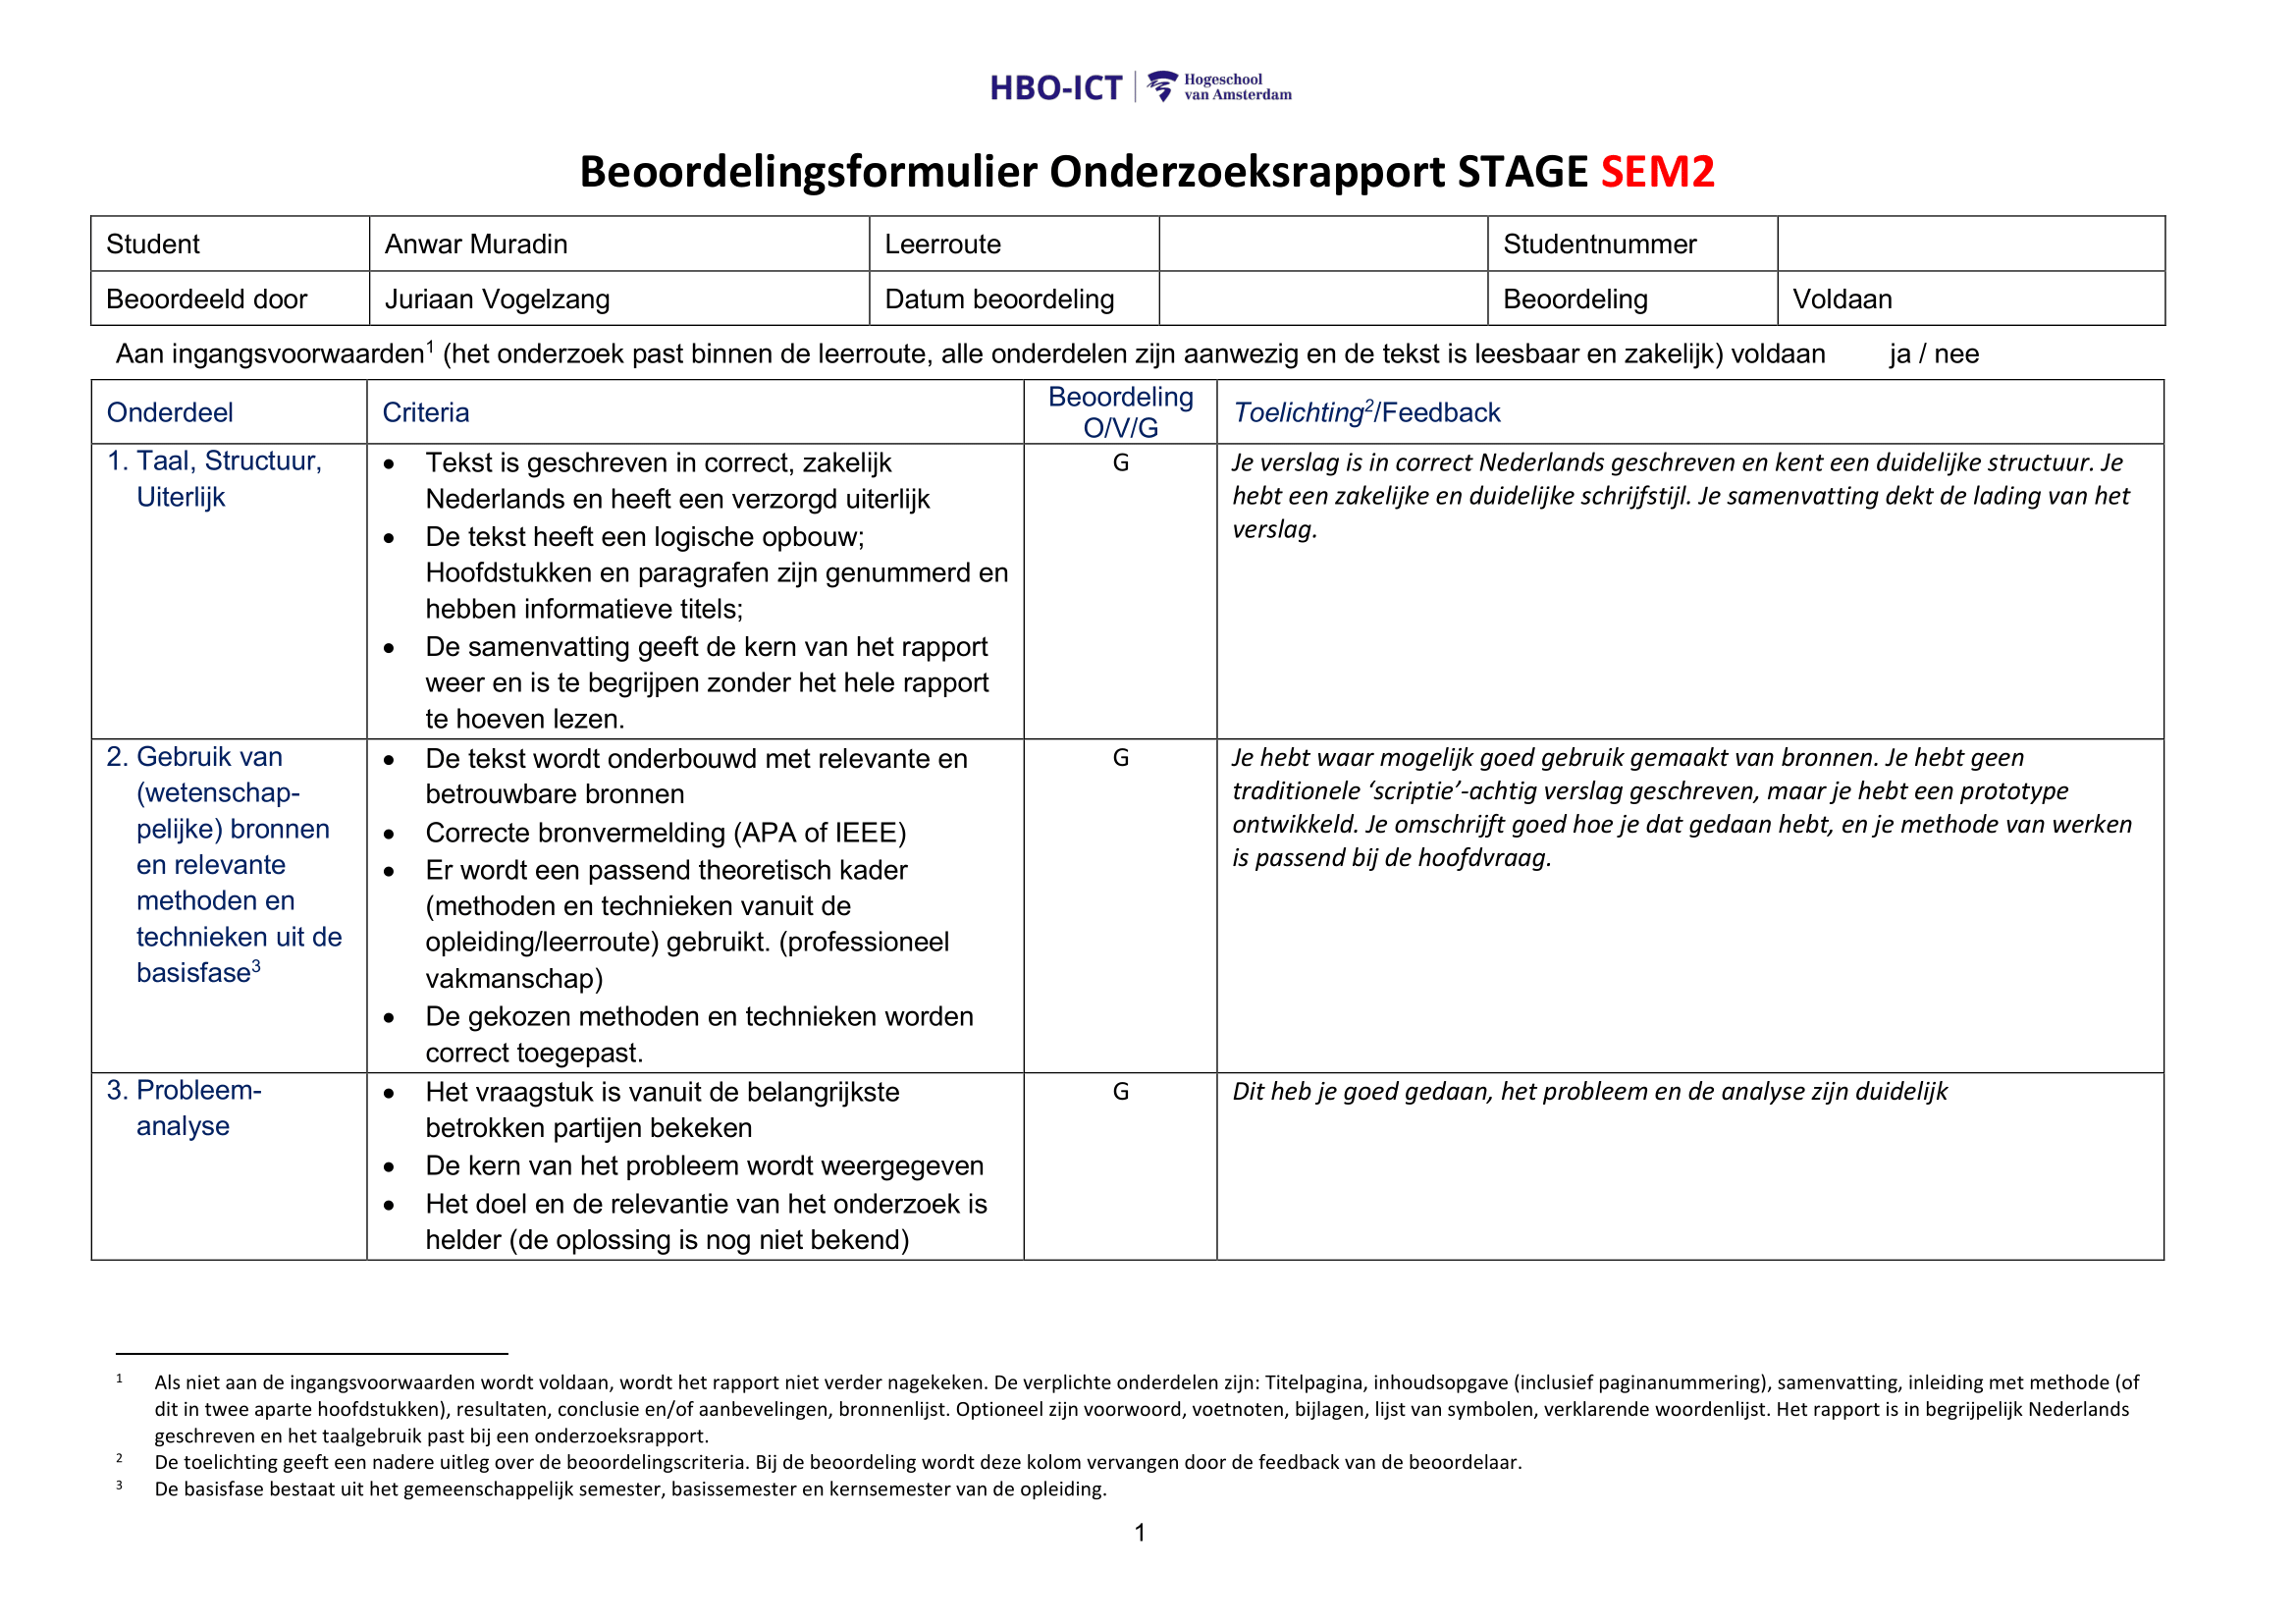 HBO-ICT | Hogeschool
van Amsterdam
Beoordelingsformulier Onderzoeksrapport STAGE SEM2
Student Anwar Muradin Leerroute Studentnummer
Beoordeeld door Juriaan Vogelzang Datum beoordeling Beoordeling Voldaan
Aan ingangsvoorwaarden1 (het onderzoek past binnen de leerroute, alle onderdelen zijn aanwezig en de tekst is leesbaar en zakelijk) voldaan ja / nee
Onderdeel Criteria Beoordeling
O/V/G
Toelichting2/Feedback
1. Taal, Structuur,
Uiterlijk
• Tekst is geschreven in correct, zakelijk
Nederlands en heeft een verzorgd uiterlijk
• De tekst heeft een logische opbouw;
Hoofdstukken en paragrafen zijn genummerd en
hebben informatieve titels;
• De samenvatting geeft de kern van het rapport
weer en is te begrijpen zonder het hele rapport
te hoeven lezen.
G
Je verslag is in correct Nederlands geschreven en kent een duidelijke structuur. Je
hebt een zakelijke en duidelijke schrijfstijl. Je samenvatting dekt de lading van het
verslag.
2. Gebruik van
(wetenschap-
pelijke) bronnen
en relevante
methoden en
technieken uit de
basisfase3
• De tekst wordt onderbouwd met relevante en
betrouwbare bronnen
• Correcte bronvermelding (APA of IEEE)
• Er wordt een passend theoretisch kader
(methoden en technieken vanuit de
opleiding/leerroute) gebruikt. (professioneel
vakmanschap)
• De gekozen methoden en technieken worden
correct toegepast.
G
Je hebt waar mogelijk goed gebruik gemaakt van bronnen. Je hebt geen
traditionele ‘scriptie’-achtig verslag geschreven, maar je hebt een prototype
ontwikkeld. Je omschrijft goed hoe je dat gedaan hebt, en je methode van werken
is passend bij de hoofdvraag.
3. Probleem-
analyse
• Het vraagstuk is vanuit de belangrijkste
betrokken partijen bekeken
• De kern van het probleem wordt weergegeven
• Het doel en de relevantie van het onderzoek is
helder (de oplossing is nog niet bekend)
G
Dit heb je goed gedaan, het probleem en de analyse zijn duidelijk
1 Als niet aan de ingangsvoorwaarden wordt voldaan, wordt het rapport niet verder nagekeken. De verplichte onderdelen zijn: Titelpagina, inhoudsopgave (inclusief paginanummering), samenvatting, inleiding met methode (of
dit in twee aparte hoofdstukken), resultaten, conclusie en/of aanbevelingen, bronnenlijst. Optioneel zijn voorwoord, voetnoten, bijlagen, lijst van symbolen, verklarende woordenlijst. Het rapport is in begrijpelijk Nederlands
geschreven en het taalgebruik past bij een onderzoeksrapport.
2 De toelichting geeft een nadere uitleg over de beoordelingscriteria. Bij de beoordeling wordt deze kolom vervangen door de feedback van de beoordelaar.
3 De basisfase bestaat uit het gemeenschappelijk semester, basissemester en kernsemester van de opleiding.
1